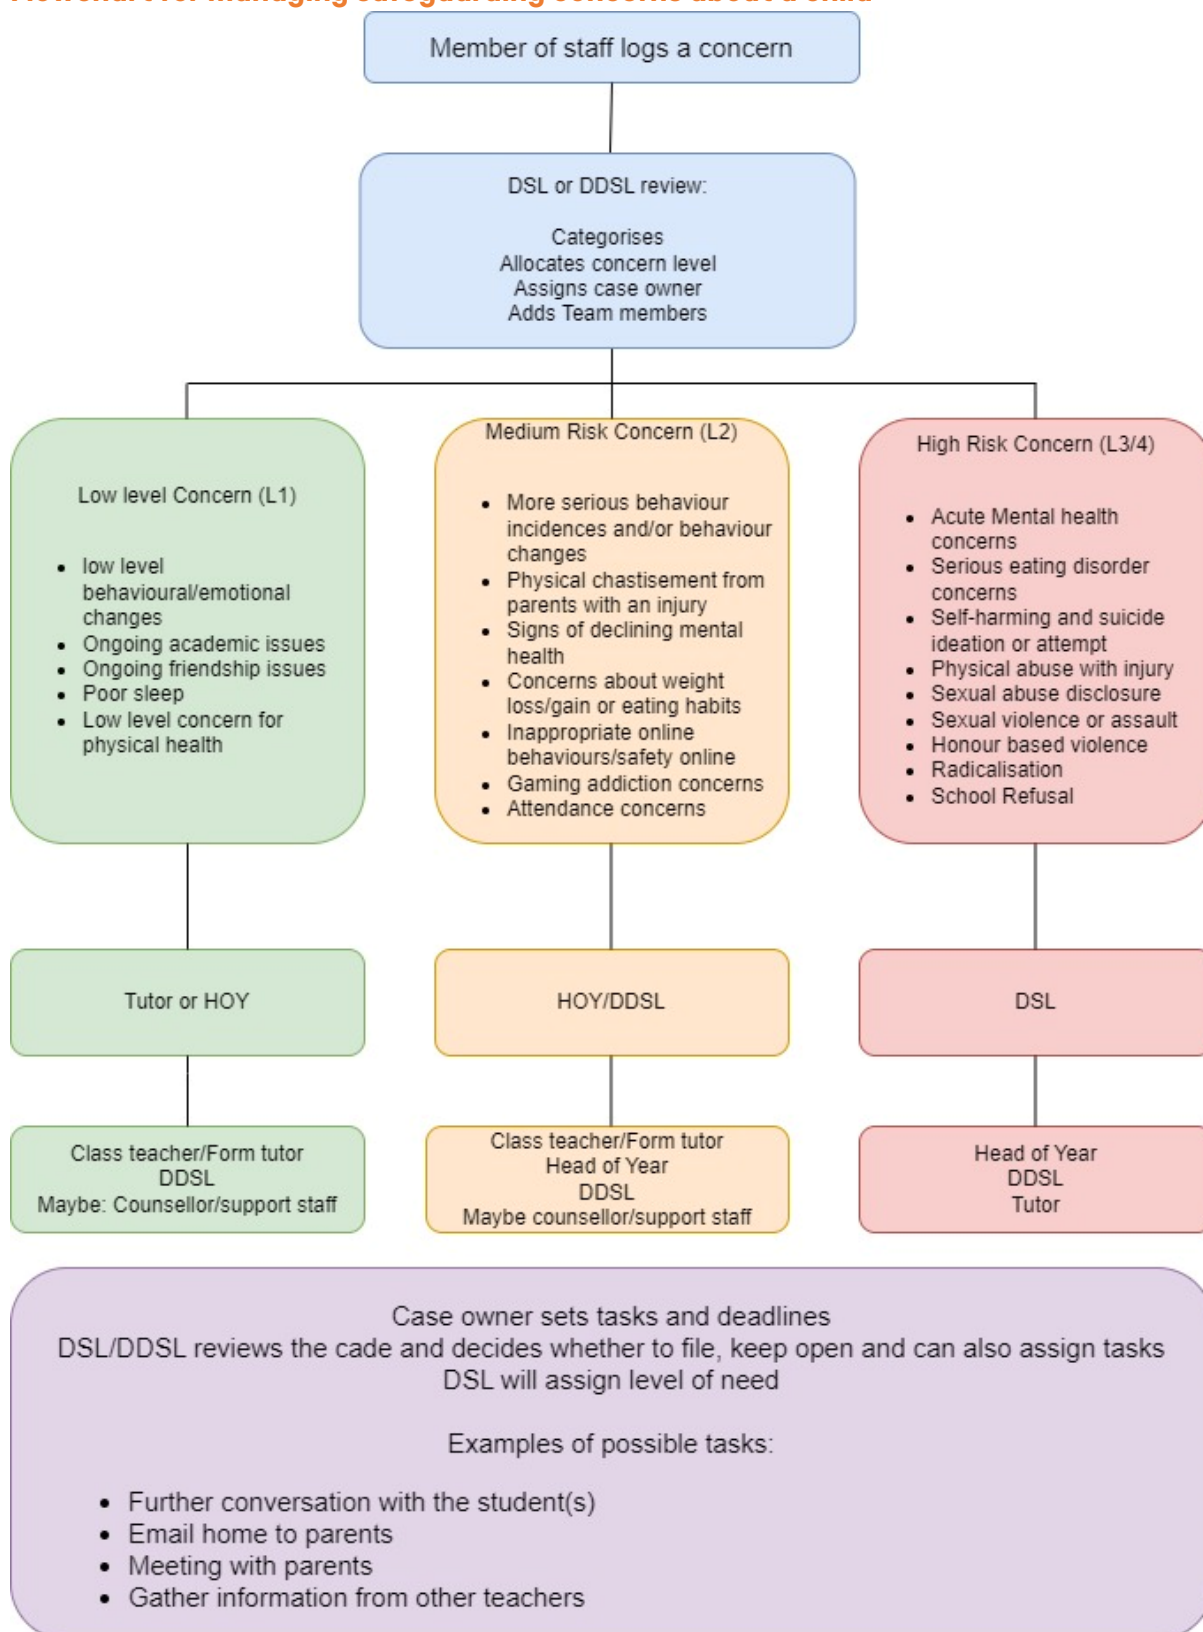 Flowchart for managing safeguarding concerns about a child
Member of staff logs a concern
DSL or DDSL review:
Categorises
Allocates concern level
Assigns case owner
Adds Team members
Low level Concern (L1)
• low level
behavioural/emotional
changes
• Ongoing academic issues
• Ongoing friendship issues
• Poor sleep
• Low level concern for
physical health
Medium Risk Concern (L2)
• More serious behaviour
incidences and/or behaviour
changes
• Physical chastisement from
parents with an injury
• Signs of declining mental
health
• Concerns about weight
loss/gain or eating habits
• Inappropriate online
behaviours/safety online
• Gaming addiction concerns
• Attendance concerns
High Risk Concern (L3/4)
• Acute Mental health
concerns
• Serious eating disorder
concerns
• Self-harming and suicide
ideation or attempt
• Physical abuse with injury
• Sexual abuse disclosure
• Sexual violence or assault
• Honour based violence
• Radicalisation
• School Refusal
Tutor or HOY
HOY/DDSL
DSL
Class teacher/Form tutor
DDSL
Maybe: Counsellor/support staff
Class teacher/Form tutor
Head of Year
DDSL
Maybe counsellor/support staff
Head of Year
DDSL
Tutor
Case owner sets tasks and deadlines
DSL/DDSL reviews the cade and decides whether to file, keep open and can also assign tasks
DSL will assign level of need
Examples of possible tasks:
• Further conversation with the student(s)
• Email home to parents
• Meeting with parents
• Gather information from other teachers